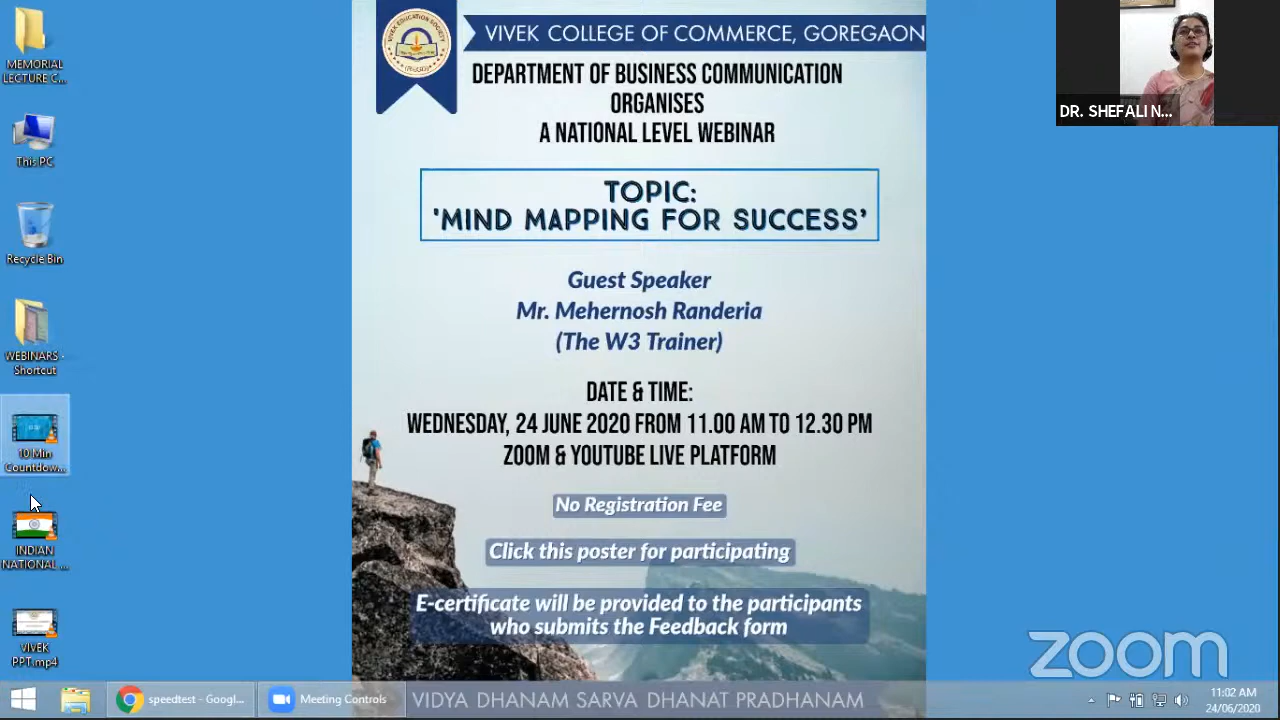 MEMORIAL
LECTURE C...
This PC
Recycle Bin
WEBINARS -
Shortcut
10 Min
Countdow...
INDIAN
NATIONAL ...
VIVEK
PPT.mp4
VIVEK EDUCATION SOCIETY
VIVEK COLLEGE OF COMMERCE, GOREGAON
DEPARTMENT OF BUSINESS COMMUNICATION
ORGANISES
A NATIONAL LEVEL WEBINAR
TOPIC:
'MIND MAPPING FOR SUCCESS'
Guest Speaker
Mr. Mehernosh Randeria
(The W3 Trainer)
DATE & TIME:
WEDNESDAY, 24 JUNE 2020 FROM 11.00 AM TO 12.30 PM
ZOOM & YOUTUBE LIVE PLATFORM
No Registration Fee
Click this poster for participating
E-certificate will be provided to the participants
who submits the Feedback form
VIDYA DHANAM SARVA DHANAT PRADHANAM
DR. SHEFALI N...
zoom
speedtest - Googl...
Meeting Controls
11:02 AM
24/06/2020